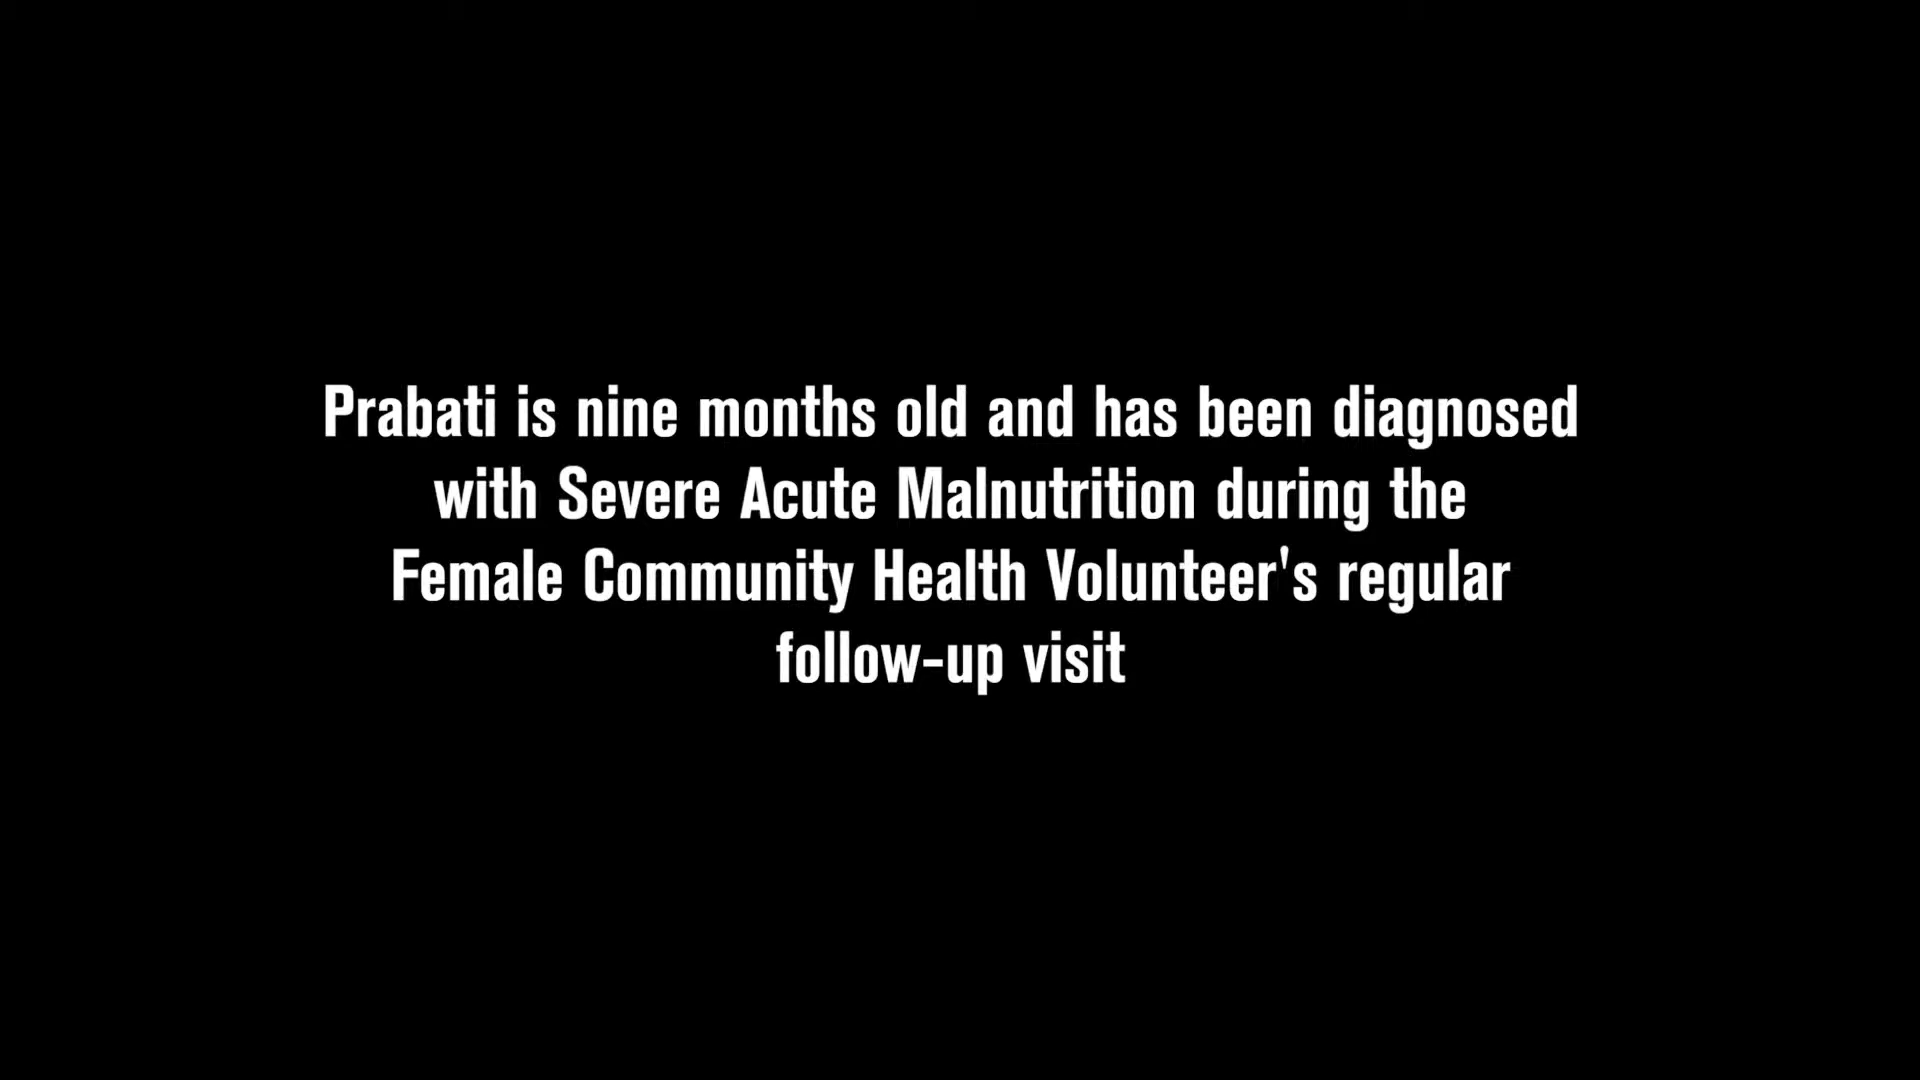 Prabati is nine months old and has been diagnosed
with Severe Acute Malnutrition during the
Female Community Health Volunteer's regular
follow-up visit